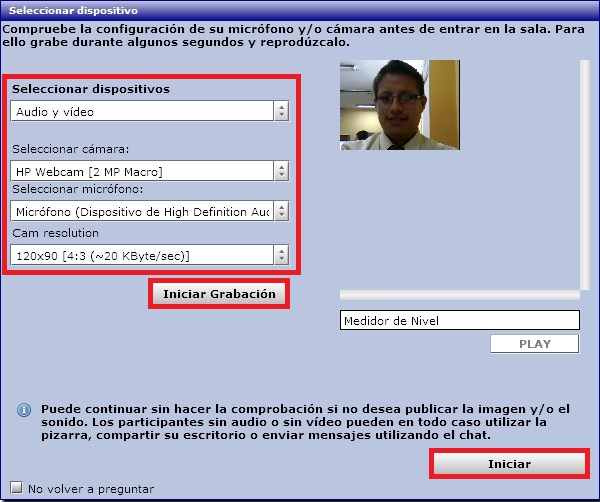 Seleccionar dispositivo
Compruebe la configuración de su micrófono y/o cámara antes de entrar en la sala. Para
ello grabe durante algunos segundos y reprodúzcalo.
Seleccionar dispositivos
Audio y vídeo
Seleccionar cámara:
HP Webcam [2 MP Macro]
Seleccionar micrófono:
Micrófono (Dispositivo de High Definition Aud
Cam resolution
120x90 [4:3 (~20 KByte/sec)]
Iniciar Grabación
Medidor de Nivel
PLAY
Puede continuar sin hacer la comprobación si no desea publicar la imagen y/o el
sonido. Los participantes sin audio o sin vídeo pueden en todo caso utilizar la
pizarra, compartir su escritorio o enviar mensajes utilizando el chat.
Iniciar
No volver a preguntar